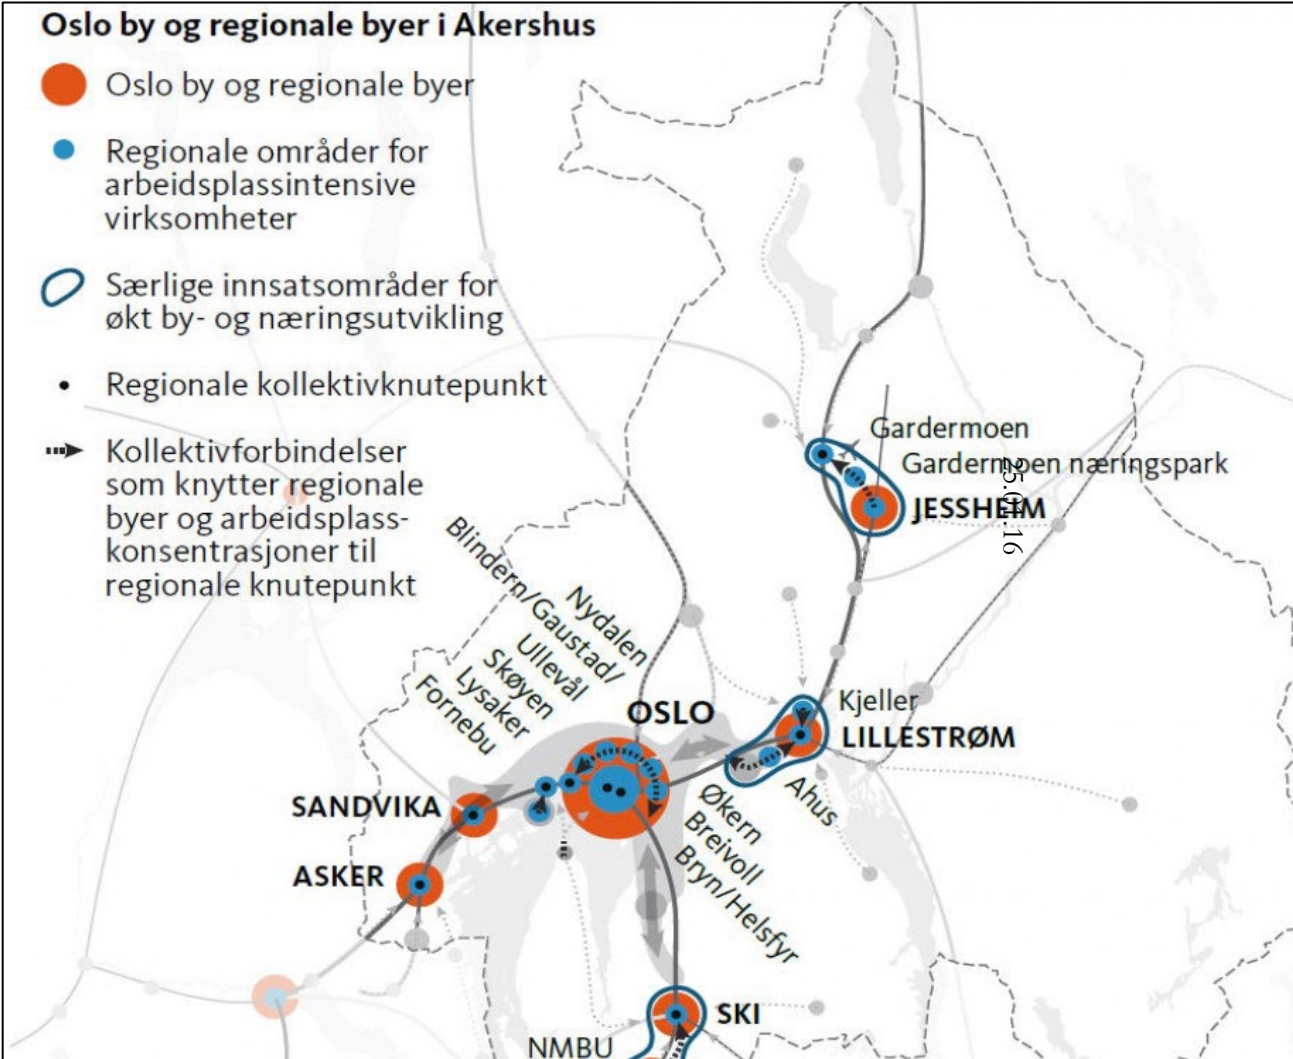 Oslo by og regionale byer i Akershus
Oslo by og regionale byer
Regionale områder for
arbeidsplassintensive
virksomheter
Særlige innsatsområder for
økt by- og næringsutvikling
Regionale kollektivknutepunkt
Kollektivforbindelser
som knytter regionale
byer og arbeidsplass-
konsentrasjoner til
regionale knutepunkt
Gardermoen
Gardermoen næringspark
JESSHEIM
25.01.16
Nydalen
Blindern/Gaustad/
Ullevål
Skøyen
Lysaker
Fornebu
OSLO
Kjeller
LILLESTRØM
Ahus
Økern
Breivoll
Bryn/Helsfyr
SANDVIKA
ASKER
SKI
NMBU